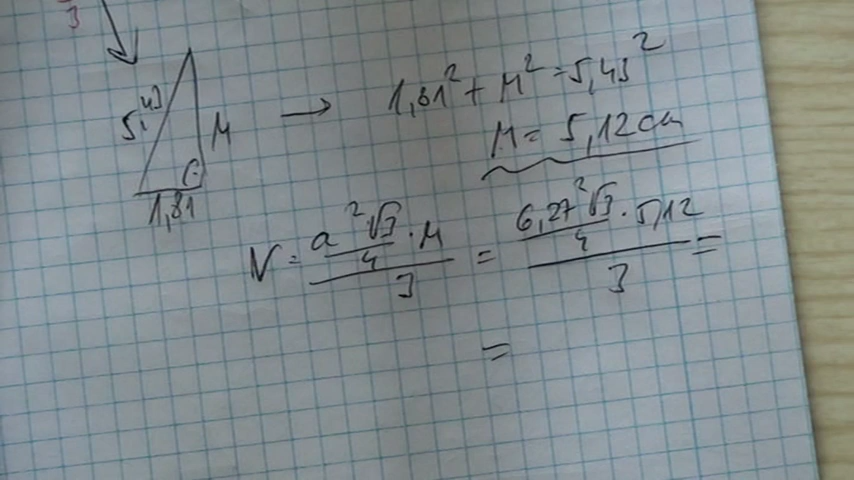 3
5,43
M
1,81
1,81² + M² = 5,43²
M = 5,12 cm
V = ((a²√3)/4 · M)/3 = ((6,27²√3)/4 · 5,12)/3 =
=